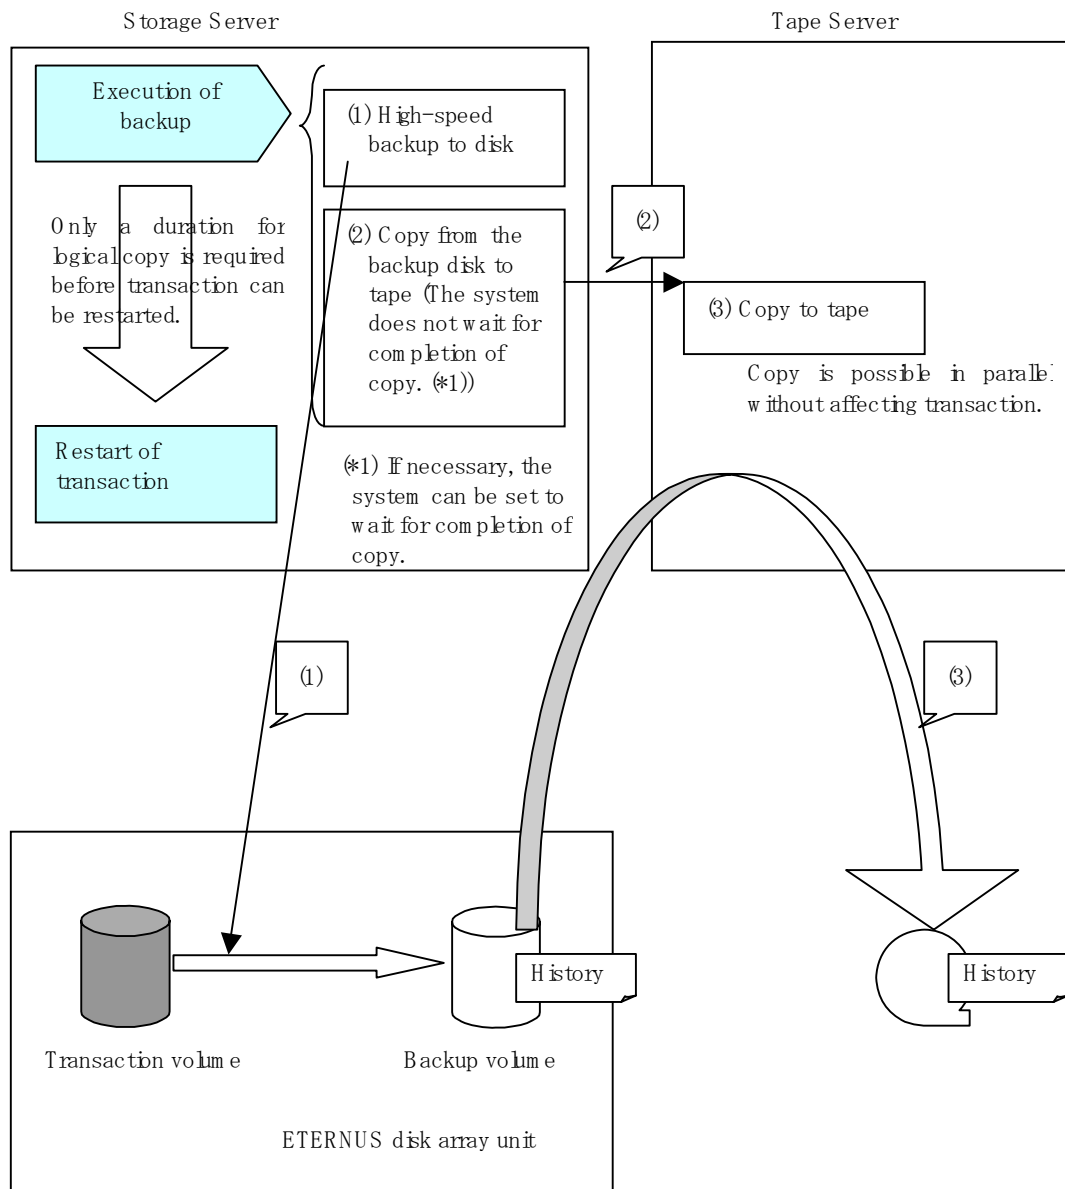 Storage Server
Tape Server
Execution of
backup
(1) High-speed
backup to disk
Only a duration for
logical copy is required
before transaction can
be restarted.
(2) Copy from the
backup disk to
tape (The system
does not wait for
completion of
copy. (*1))
(2)
(3) Copy to tape
Copy is possible in parallel
without affecting transaction.
Restart of
transaction
(*1) If necessary, the
system can be set to
wait for completion of
copy.
(1)
(3)
History
History
Transaction volume
Backup volume
ETERNUS disk array unit